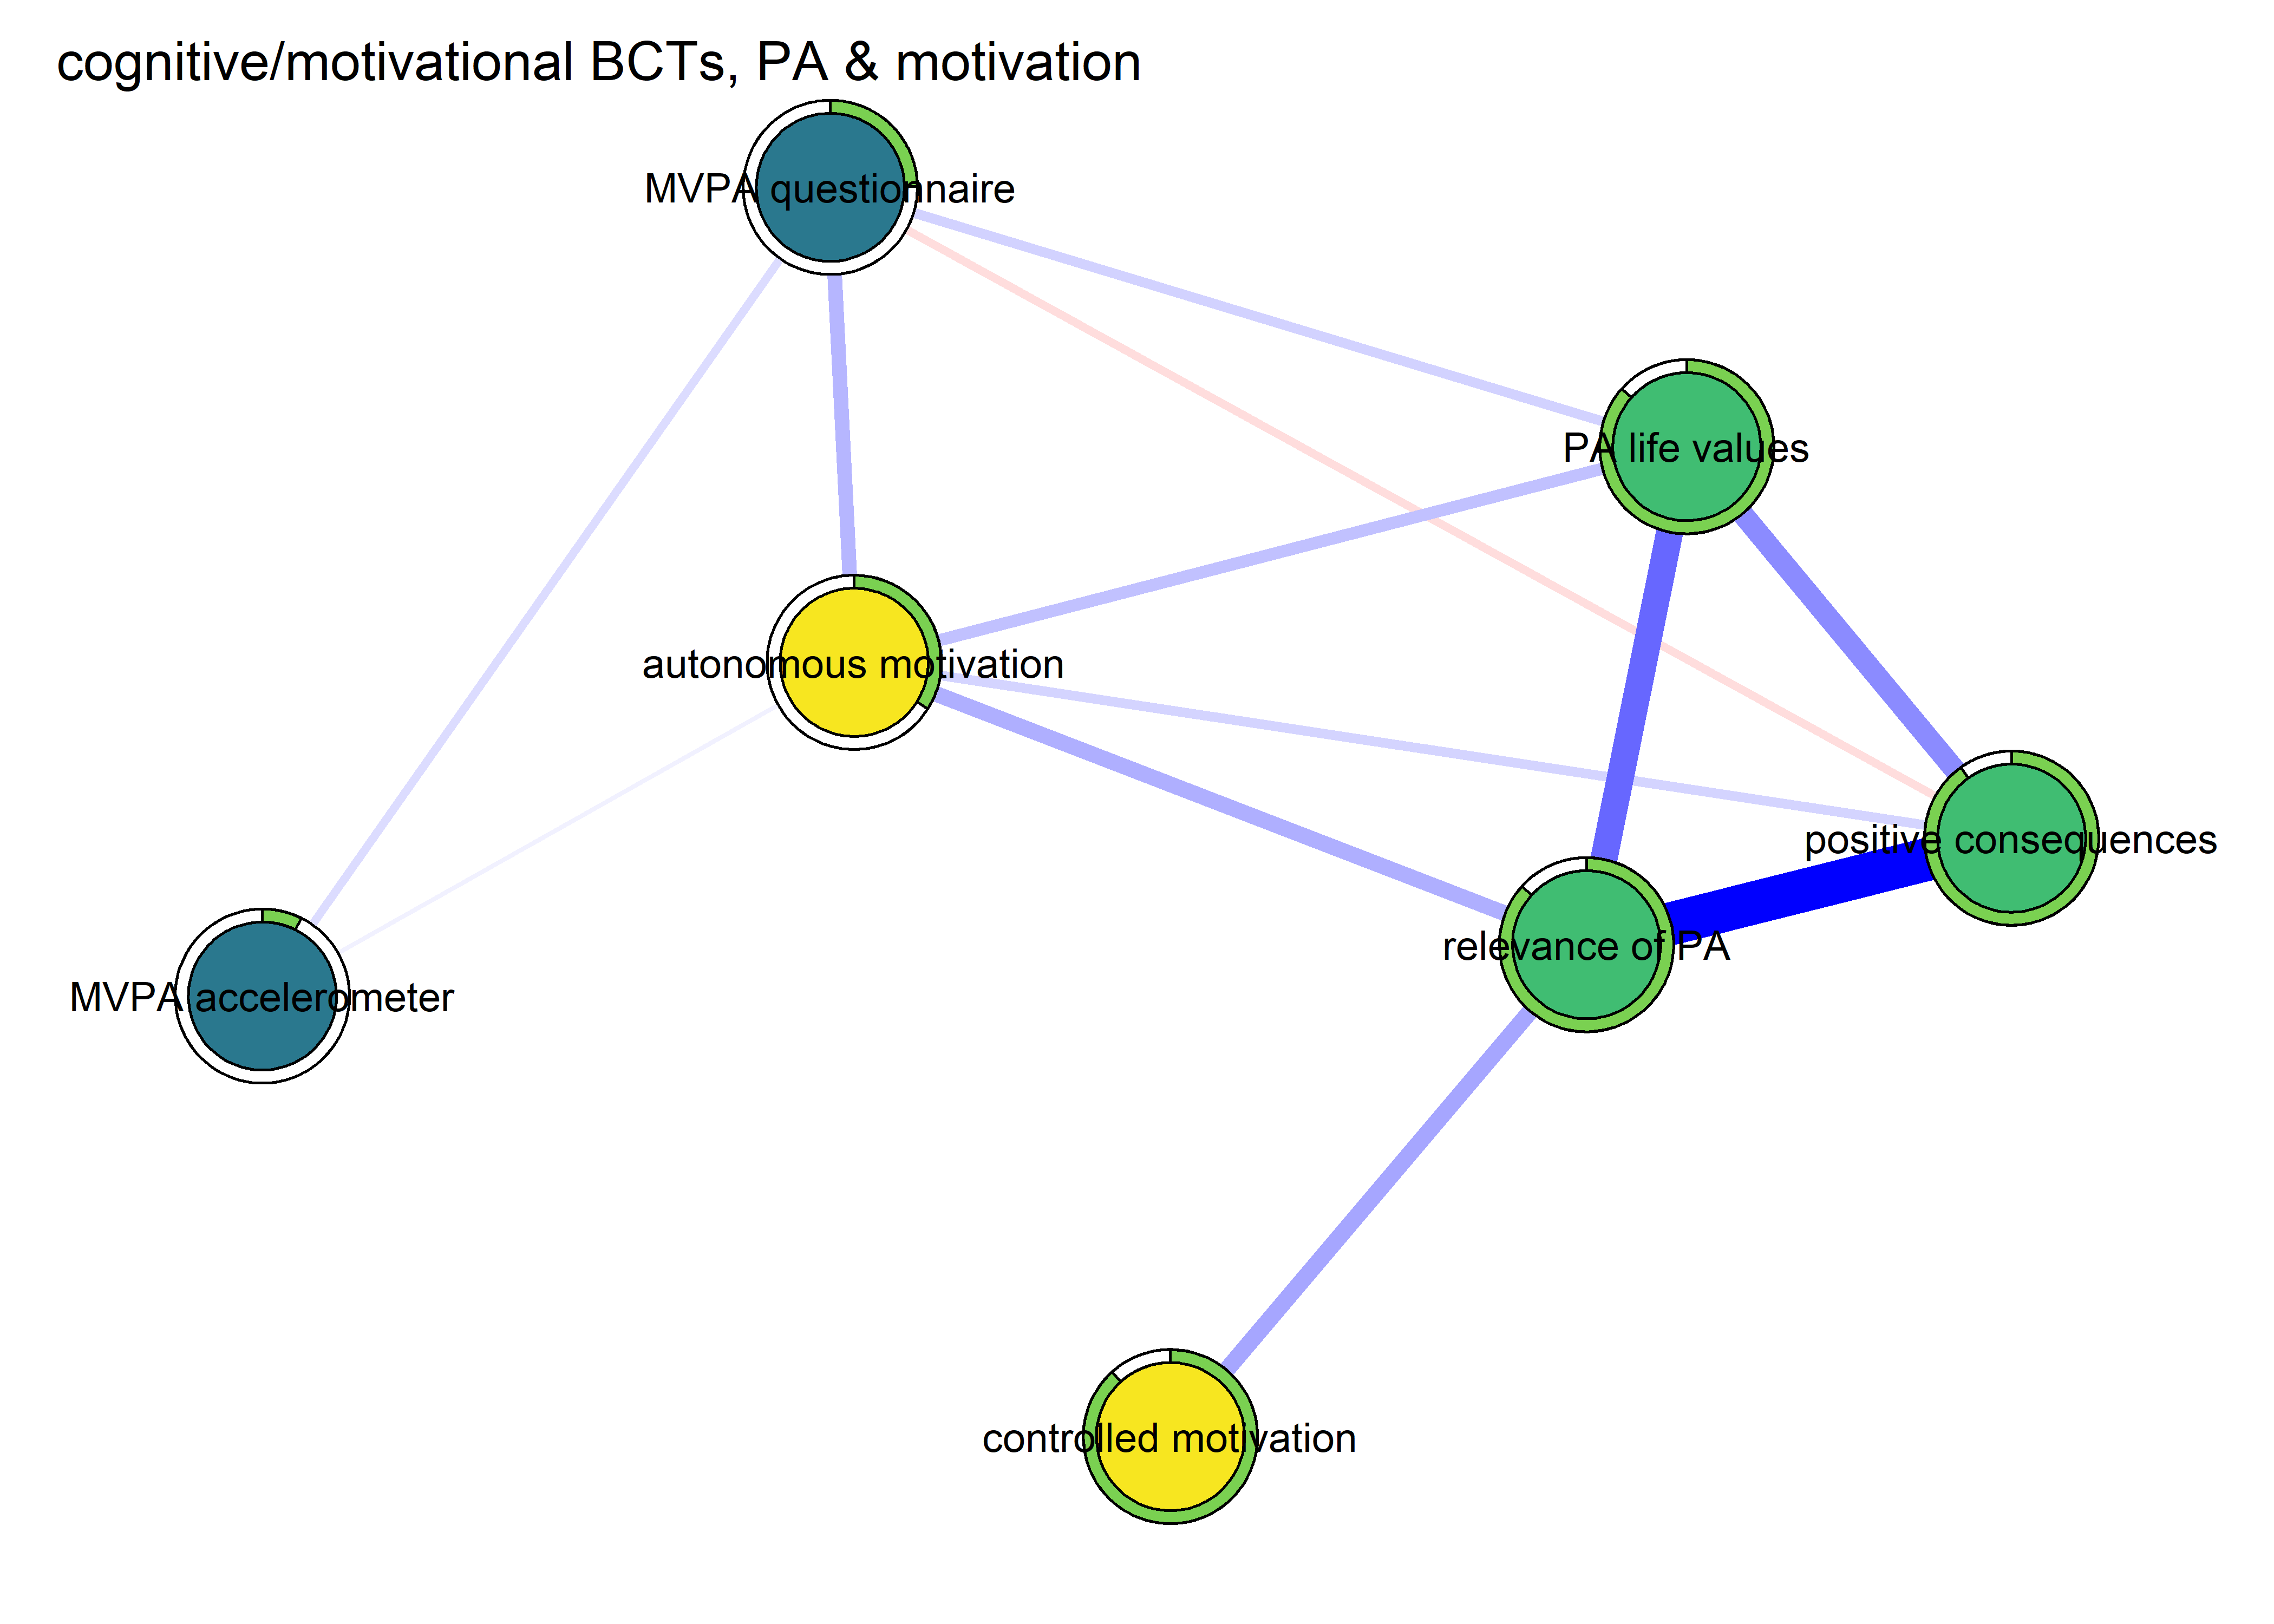 cognitive/motivational BCTs, PA & motivation
MVPA questionnaire
PA life values
autonomous motivation
positive consequences
relevance of PA
MVPA accelerometer
controlled motivation